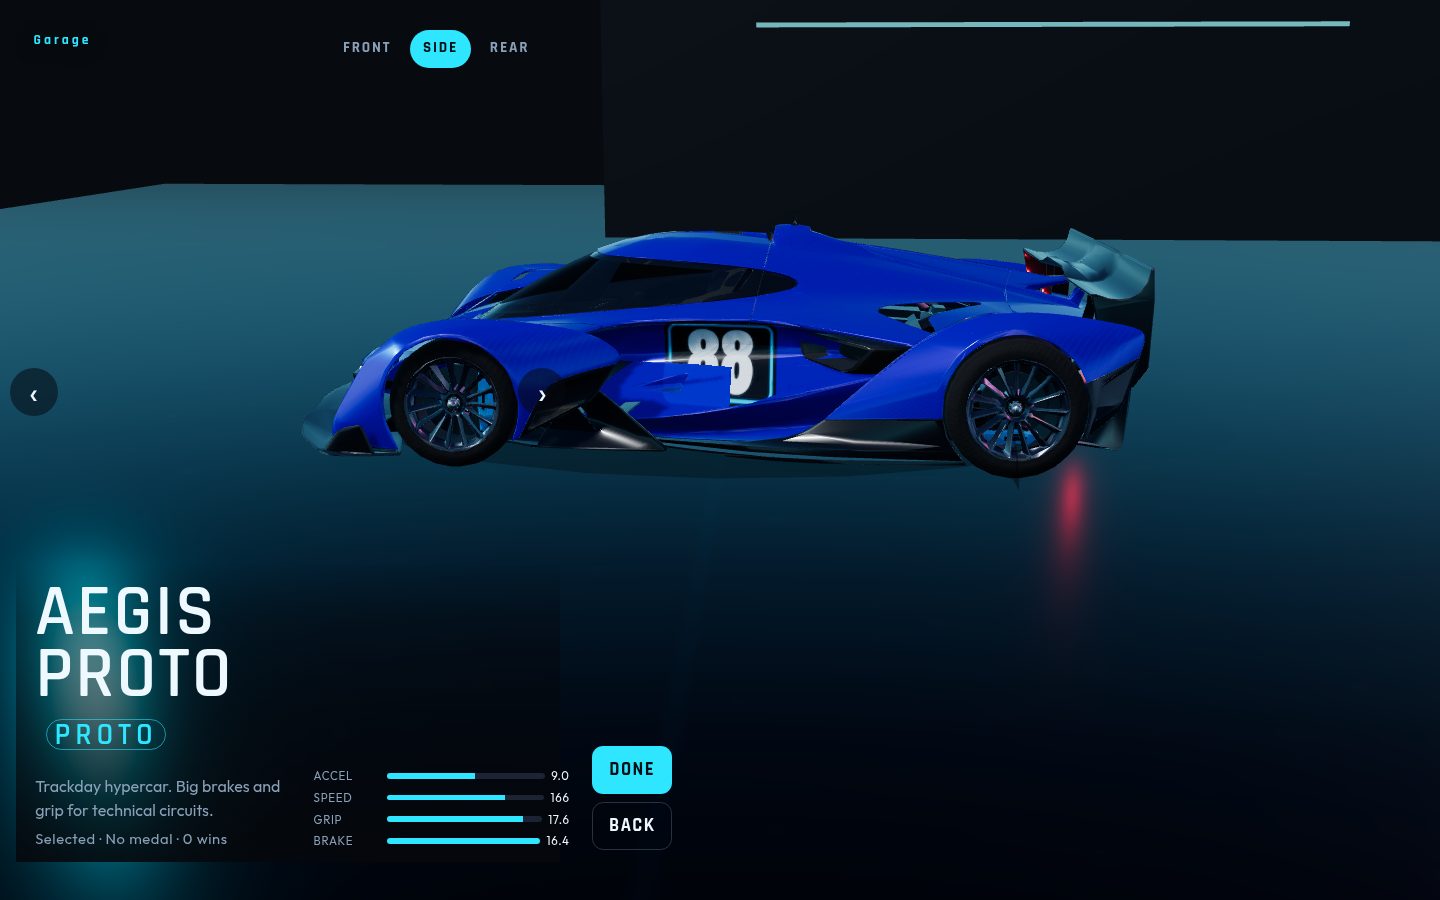 Garage
FRONT SIDE REAR
88
‹ ›
AEGIS
PROTO
PROTO
Trackday hypercar. Big brakes and
grip for technical circuits.
Selected · No medal · 0 wins
ACCEL 9.0
SPEED 166
GRIP 17.6
BRAKE 16.4
DONE
BACK